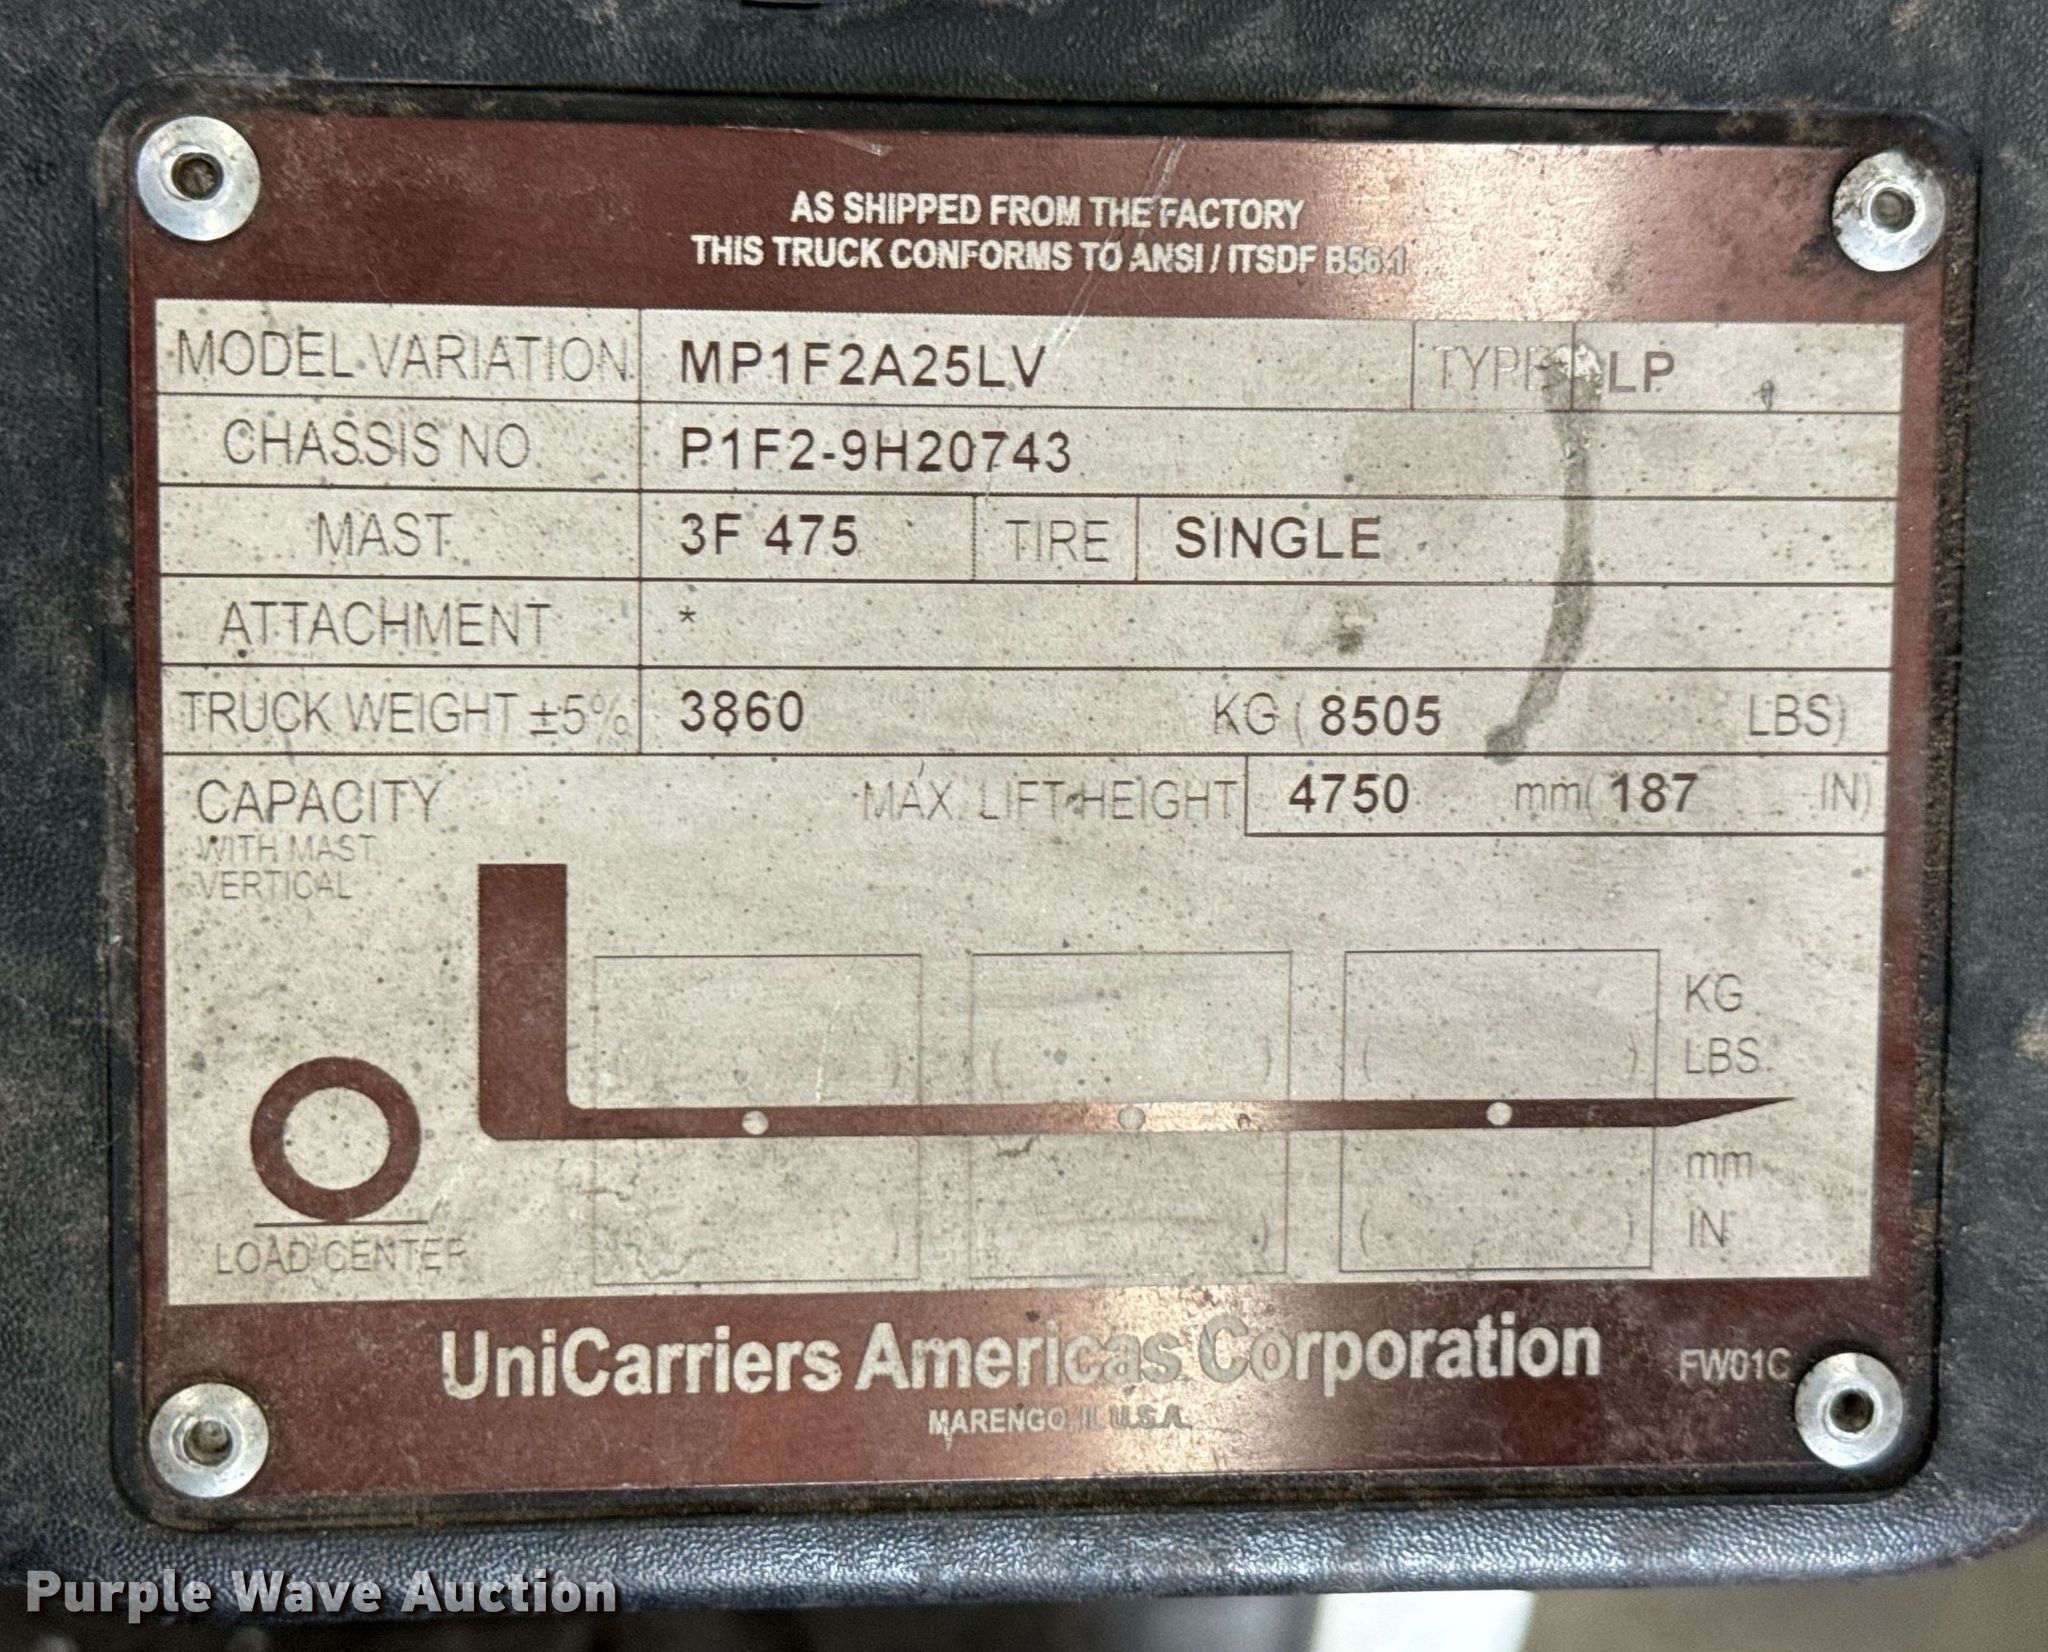 AS SHIPPED FROM THE FACTORY
THIS TRUCK CONFORMS TO ANSI / ITSDF B56.1
MODEL VARIATION MP1F2A25LV TYPE LP
CHASSIS NO P1F2-9H20743
MAST 3F 475 TIRE SINGLE
ATTACHMENT *
TRUCK WEIGHT ±5% 3860 KG ( 8505 LBS)
CAPACITY MAX. LIFT HEIGHT 4750 mm( 187 IN)
WITH MAST
VERTICAL
KG
( ) ( ) ( ) LBS.
mm
( ) ( ) ( ) IN
LOAD CENTER
UniCarriers Americas Corporation FW01C
MARENGO IL U.S.A.
Purple Wave Auction